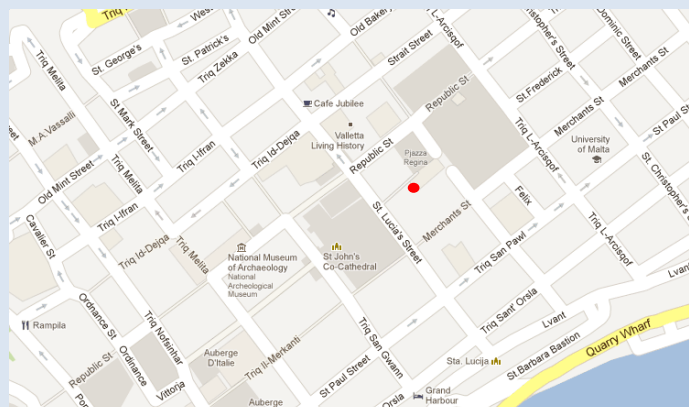 Triq
West
Old Mint Street
Old Baker
Triq L-Arcisqof
Christopher's St
Dominic Street
St. George's
St. Patrick's
Triq Zekka
Strait Street
St. Frederick
Merchants St
Triq Melita
St Mark Street
M.A. Vassalli
Cafe Jubilee
Republic St
St Paul St
Valletta
Living History
Triq Id-Dejqa
Triq I-Ifran
Republic St
Pjazza
Regina
Triq L-Arcisqof
University
of Malta
Old Mint Street
Triq Melita
St. Christopher's
Felix
St. Lucia's Street
Merchants St
Triq L-Arcisqof
Cavalier St
Triq I-Ifran
Triq Id-Dejqa
Triq Melita
National Museum
of Archaeology
National
Archeological
Museum
St John's
Co-Cathedral
Triq San Pawl
Lvant
Ordnance St
Triq Nofsinhar
Triq San Gwann
Triq Sant' Orsla
Lvant
Rampila
Quarry Wharf
Republic St
Ordnance
Auberge
D'Italie
Triq Il-Merkanti
St Paul Street
Sta. Lucija
St Barbara Bastion
Vittorja
Auberge
Orsla
Grand
Harbour